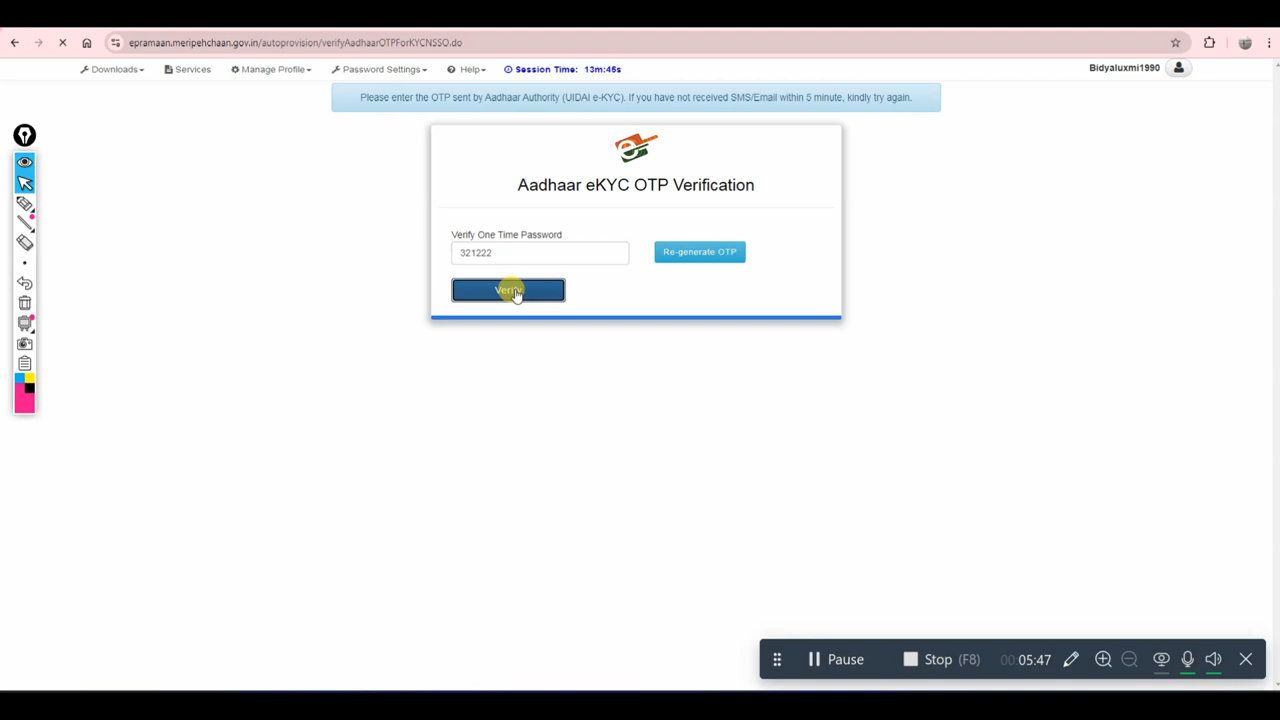 epramaan.meripehchaan.gov.in/autoprovision/verifyAadhaarOTPForKYCNSSO.do
Downloads Services Manage Profile Password Settings Help Session Time: 13m:45s Bidyaluxmi1990
Please enter the OTP sent by Aadhaar Authority (UIDAI e-KYC). If you have not received SMS/Email within 5 minute, kindly try again.
e
Aadhaar eKYC OTP Verification
Verify One Time Password
321222 Re-generate OTP
Verify
Pause Stop (F8) 00:05:47